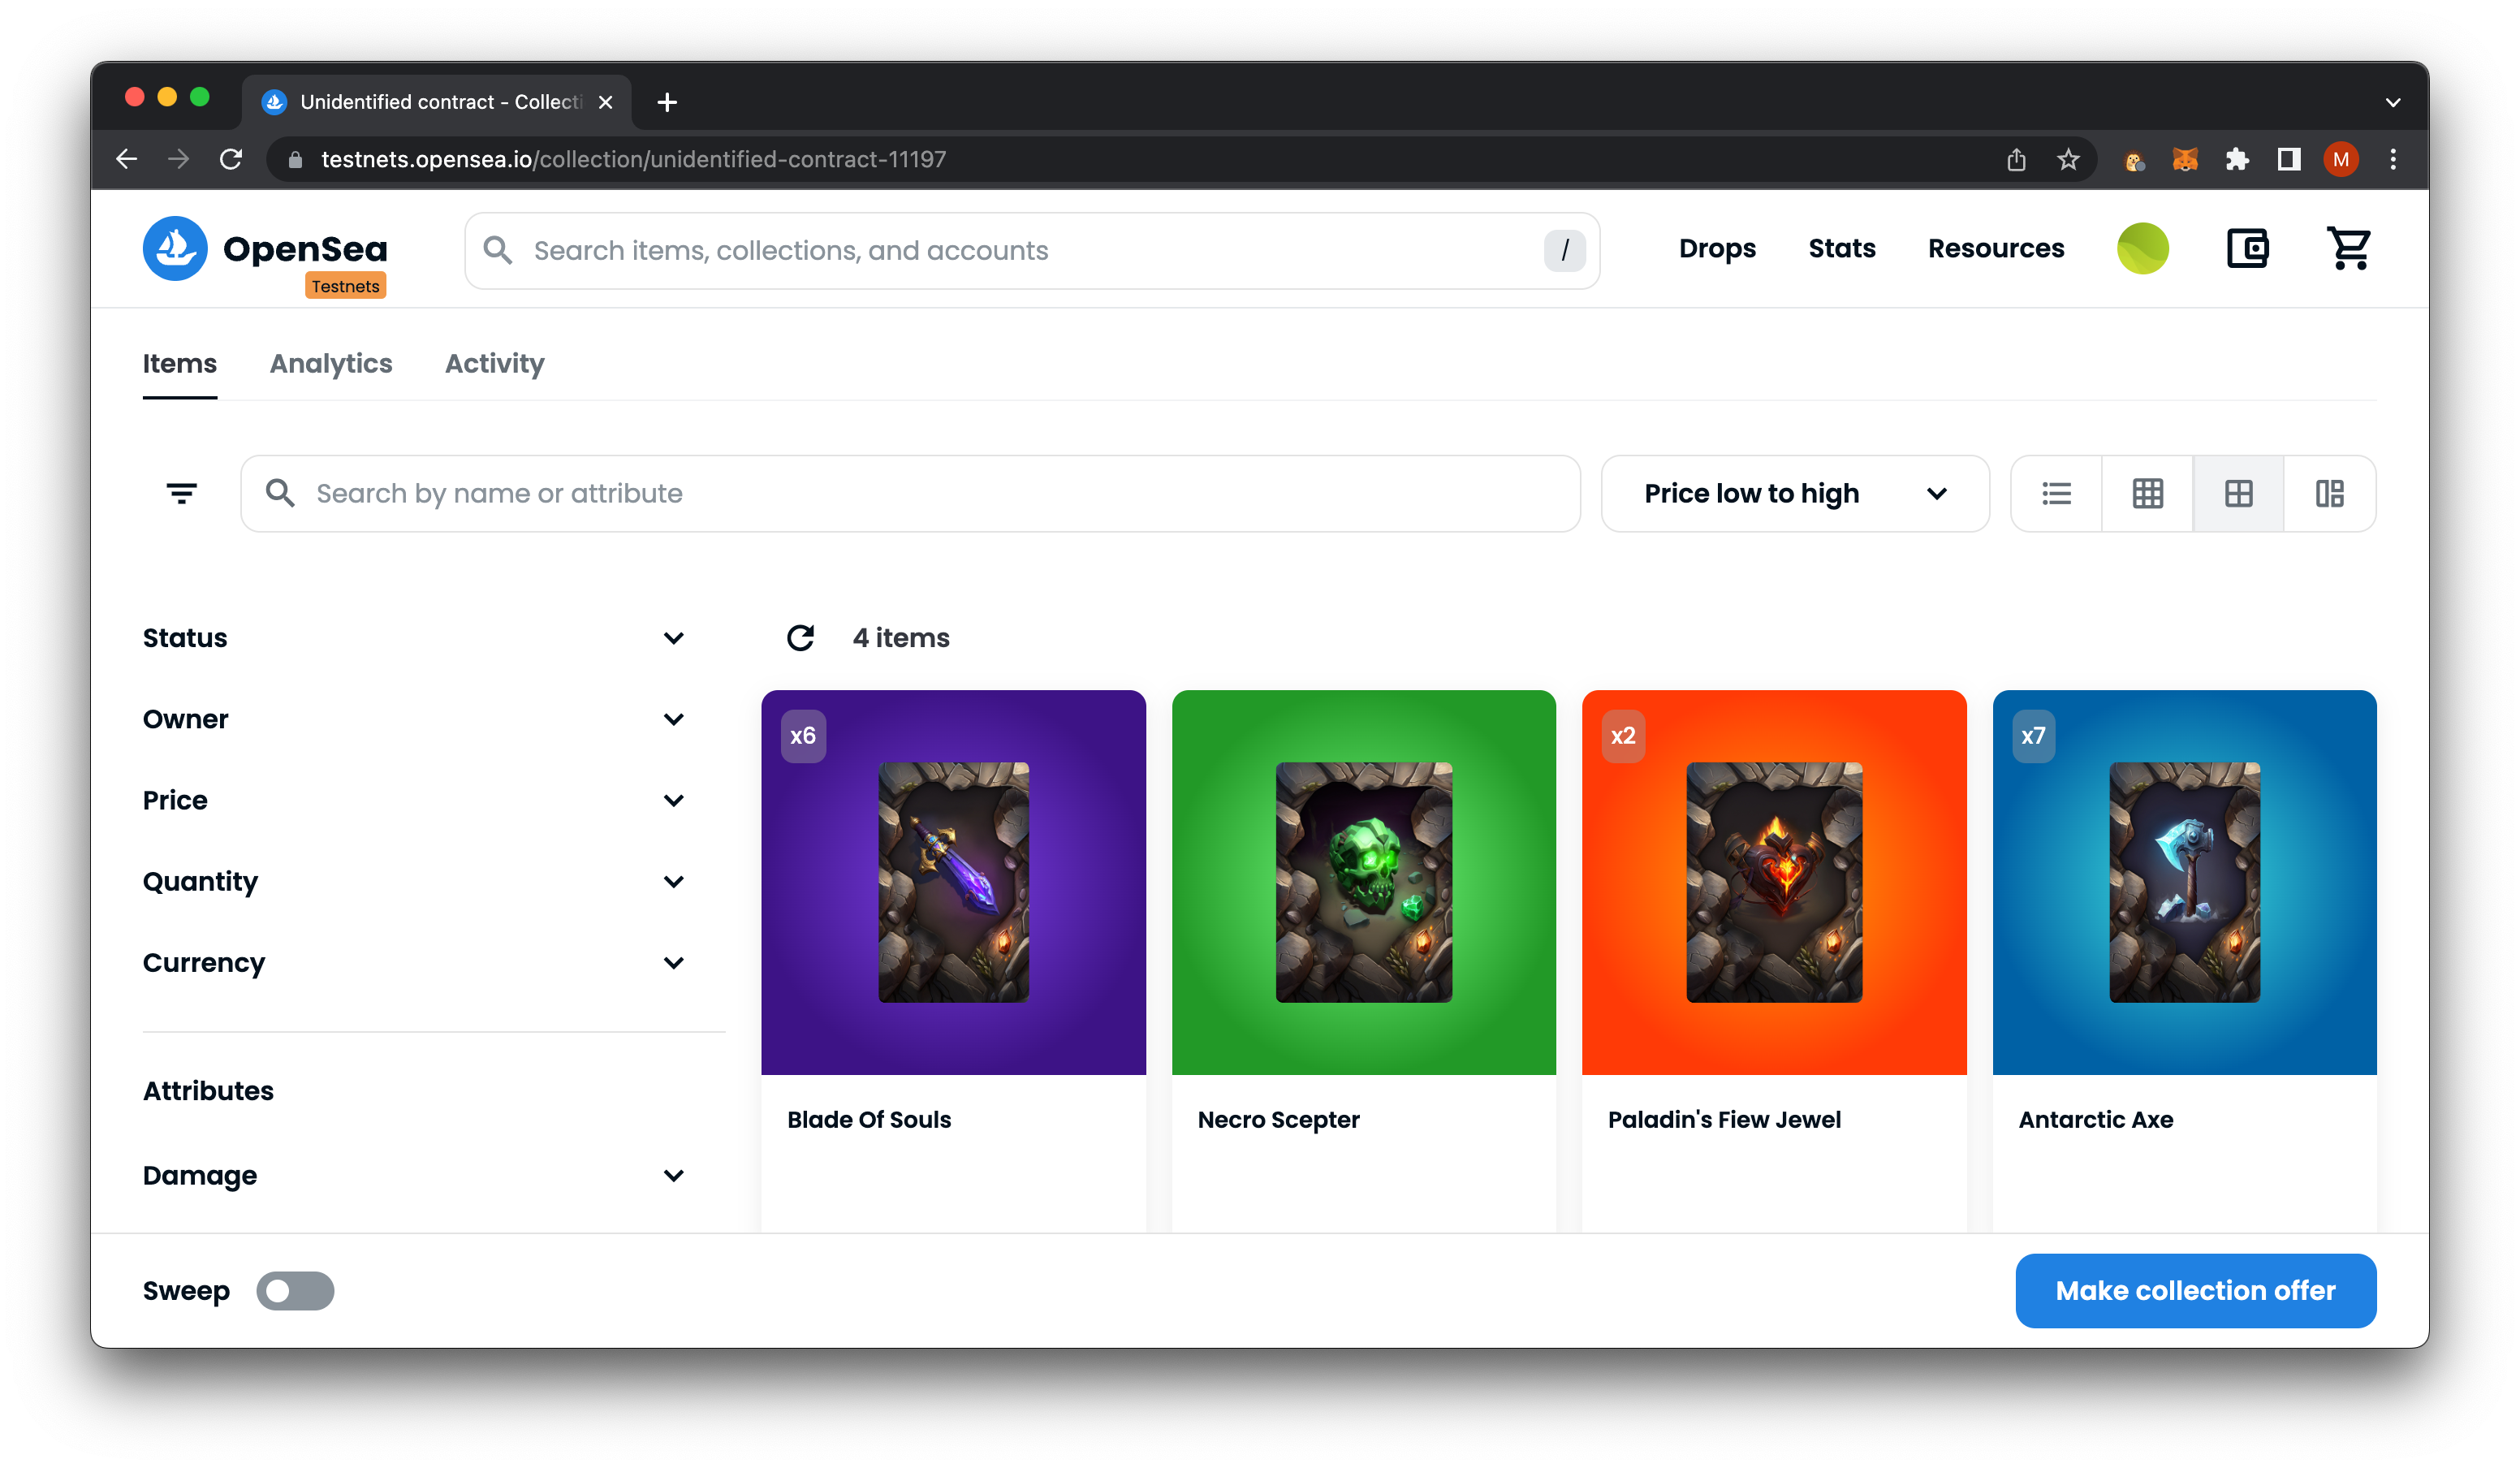 Unidentified contract - Collecti
testnets.opensea.io/collection/unidentified-contract-11197
M
OpenSea
Testnets
Search items, collections, and accounts
/
Drops
Stats
Resources
Items
Analytics
Activity
Search by name or attribute
Price low to high
Status
Owner
Price
Quantity
Currency
Attributes
Damage
4 items
x6
x2
x7
Blade Of Souls
Necro Scepter
Paladin's Fiew Jewel
Antarctic Axe
Sweep
Make collection offer